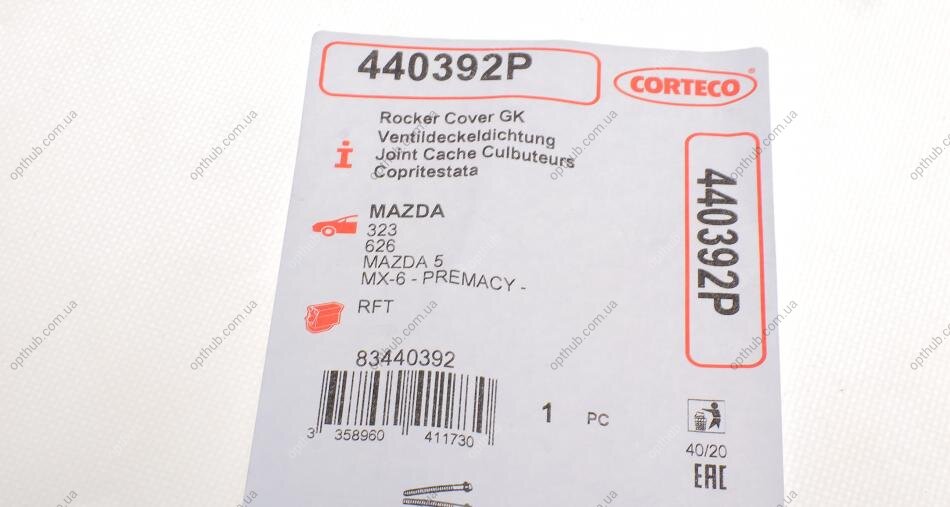 440392P
CORTECO
Rocker Cover GK
Ventildeckeldichtung
Joint Cache Culbuteurs
Copritestata
MAZDA
323
626
MAZDA 5
MX-6 - PREMACY -
RFT
83440392
3 358960 411730
1 PC
440392P
40/20
EAC
opthub.com.ua